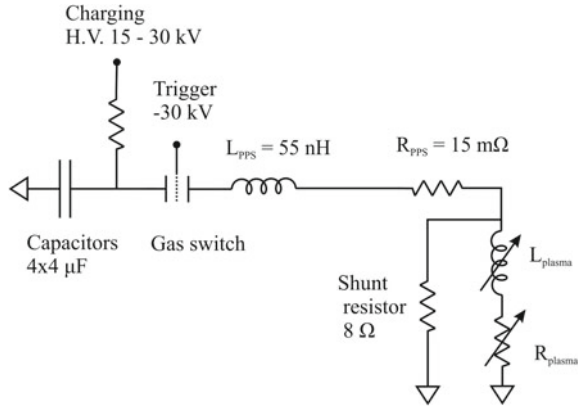 Charging
H.V. 15 - 30 kV
Trigger
-30 kV
L_PPS = 55 nH
R_PPS = 15 mΩ
Capacitors
4x4 μF
Gas switch
Shunt
resistor
8 Ω
L_plasma
R_plasma